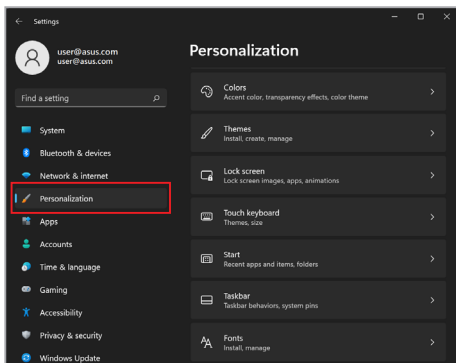 Settings
user@asus.com
user@asus.com
Find a setting
System
Bluetooth & devices
Network & internet
Personalization
Apps
Accounts
Time & language
Gaming
Accessibility
Privacy & security
Windows Update
Personalization
Colors
Accent color, transparency effects, color theme
Themes
Install, create, manage
Lock screen
Lock screen images, apps, animations
Touch keyboard
Themes, size
Start
Recent apps and items, folders
Taskbar
Taskbar behaviors, system pins
Fonts
Install, manage